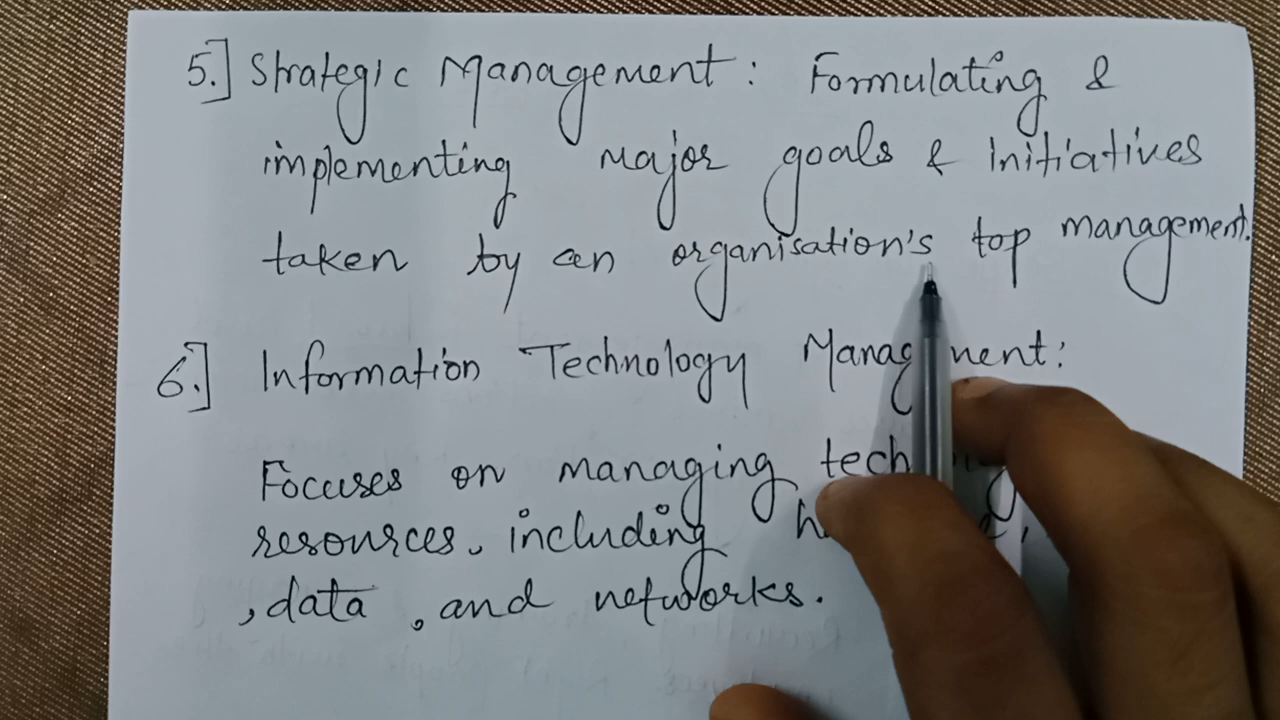 5.] Strategic Management: Formulating &
implementing major goals & initiatives
taken by an organisation's top management.
6.] Information Technology
Focuses on managing
resources, including
, data , and networks.